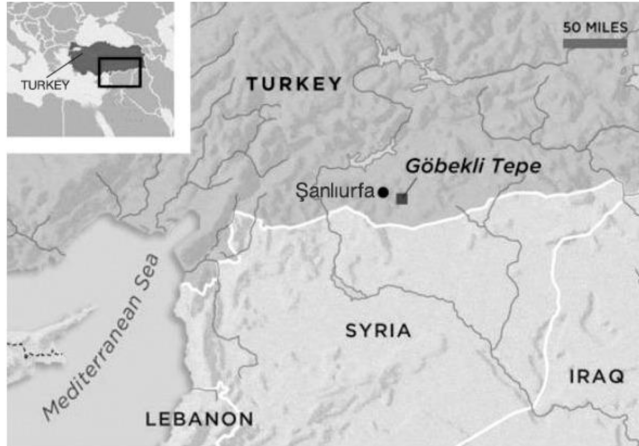 TURKEY
50 MILES
TURKEY
Göbekli Tepe
Şanlıurfa
Mediterranean Sea
SYRIA
IRAQ
LEBANON